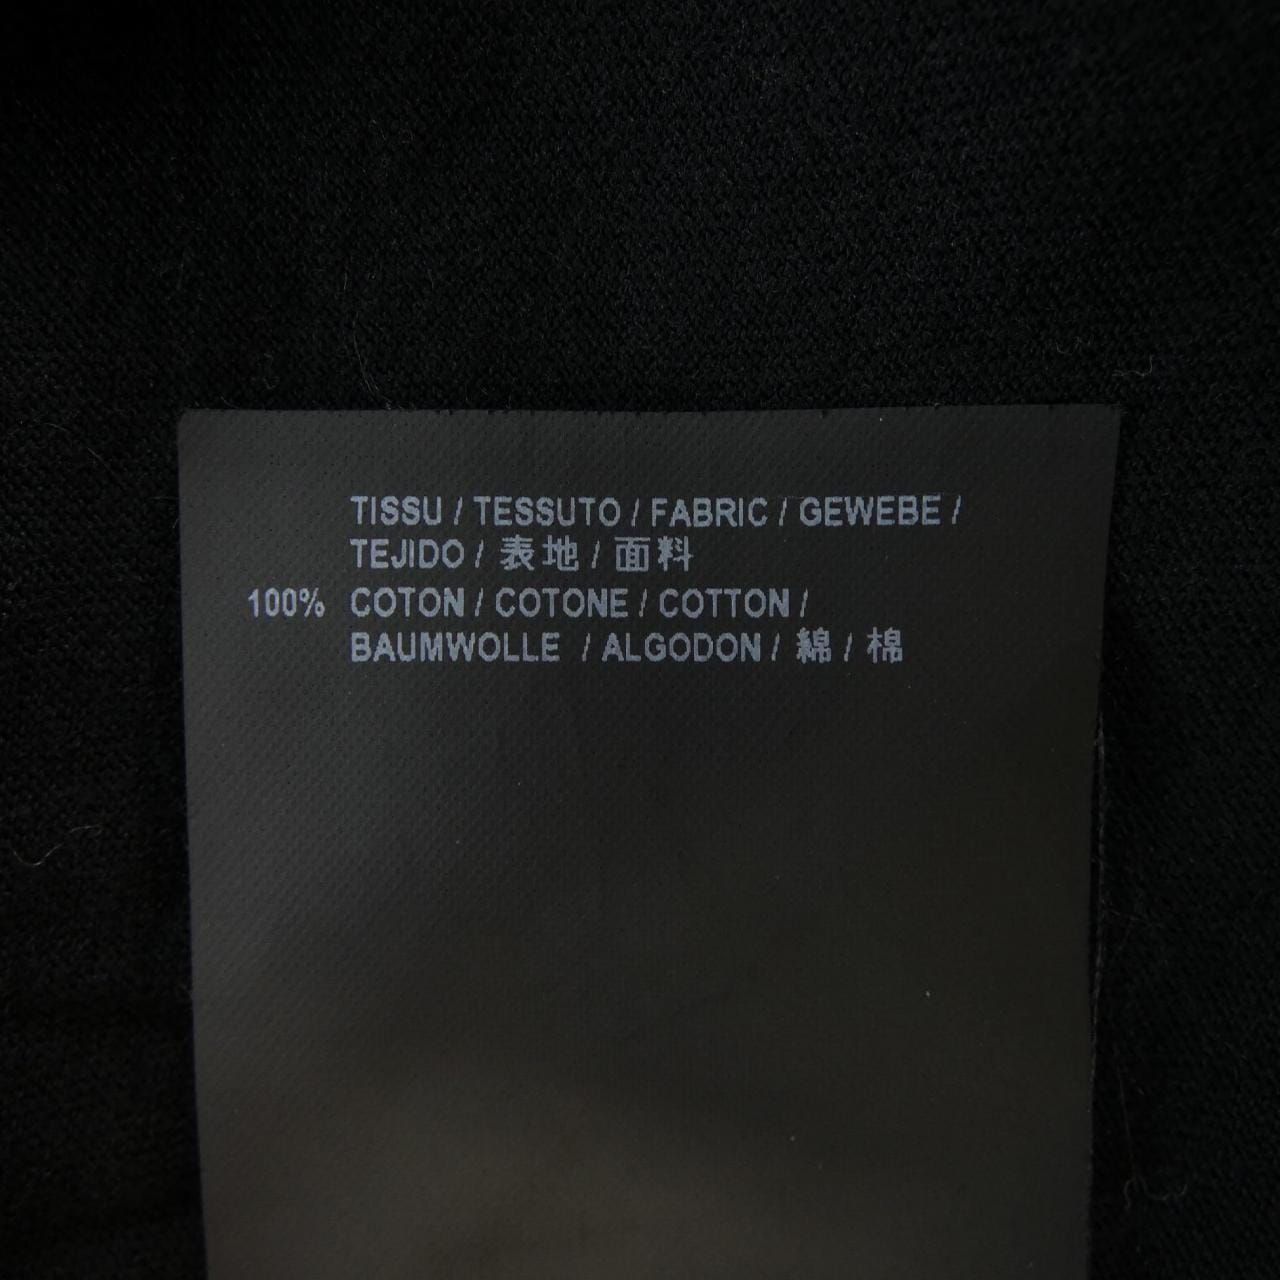 TISSU / TESSUTO / FABRIC / GEWEBE /
TEJIDO / 表地 / 面料
100% COTON / COTONE / COTTON /
BAUMWOLLE / ALGODON / 綿 / 棉